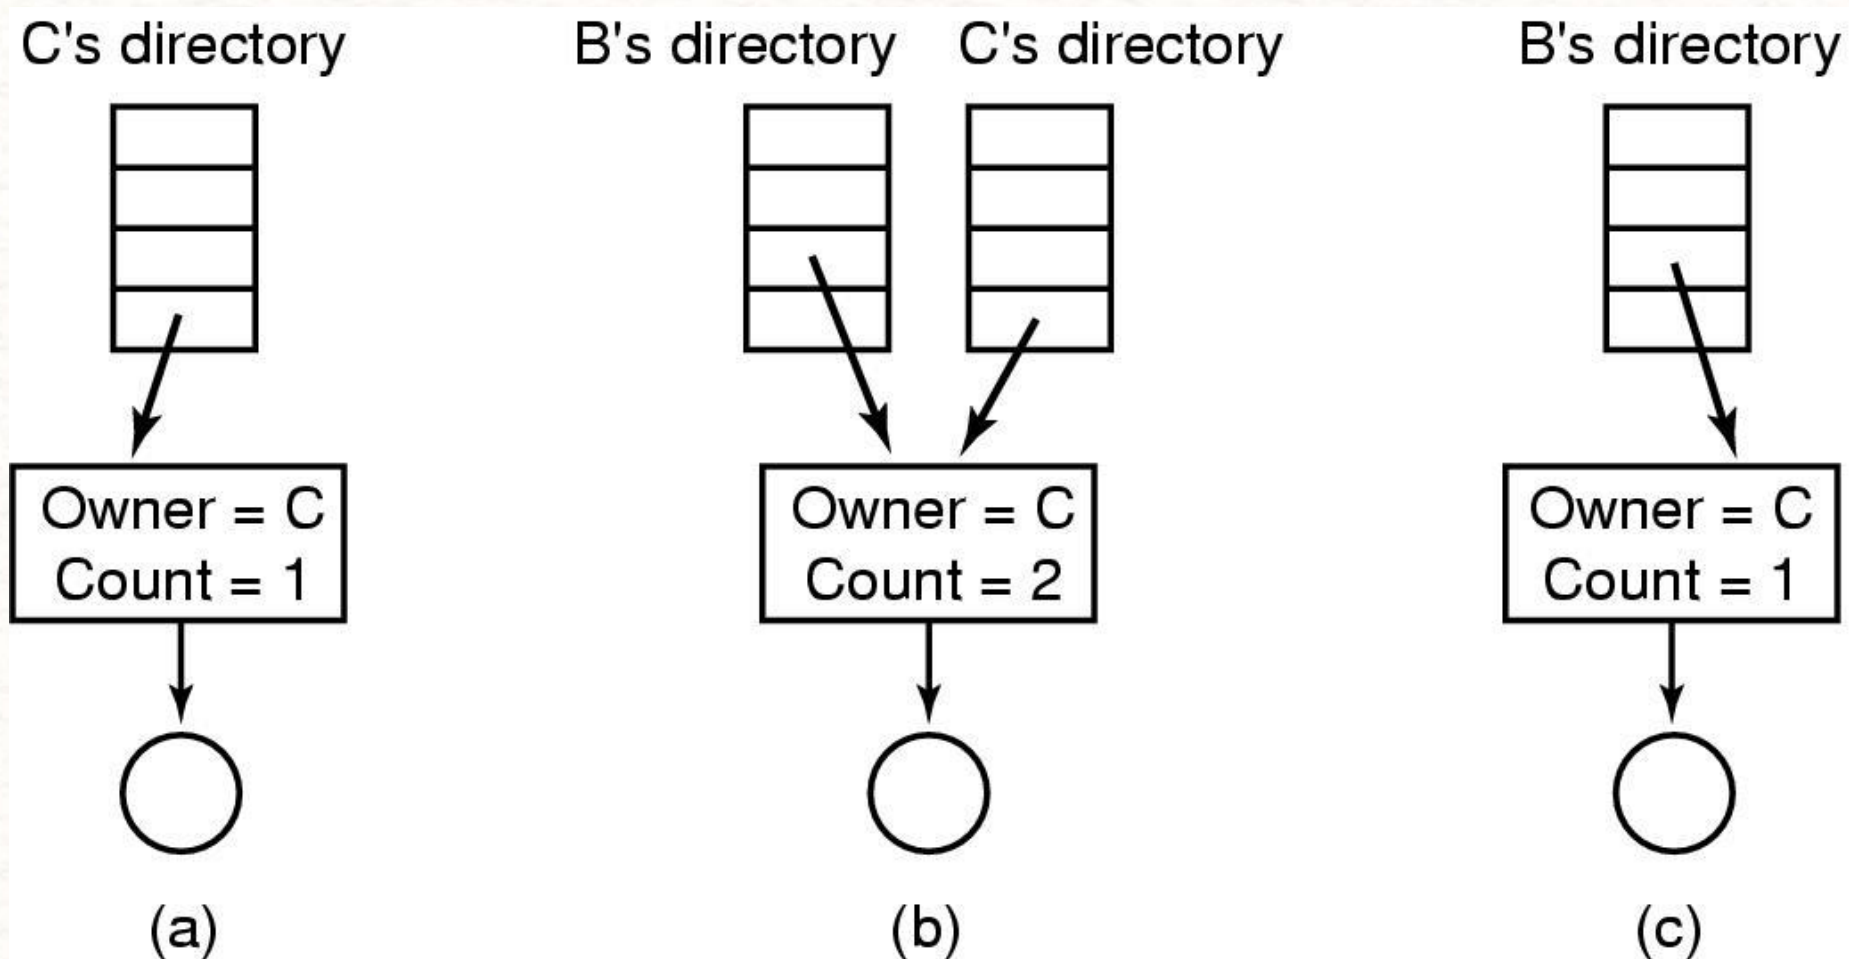 C's directory
B's directory
C's directory
B's directory
Owner = C
Count = 1
Owner = C
Count = 2
Owner = C
Count = 1
(a)
(b)
(c)